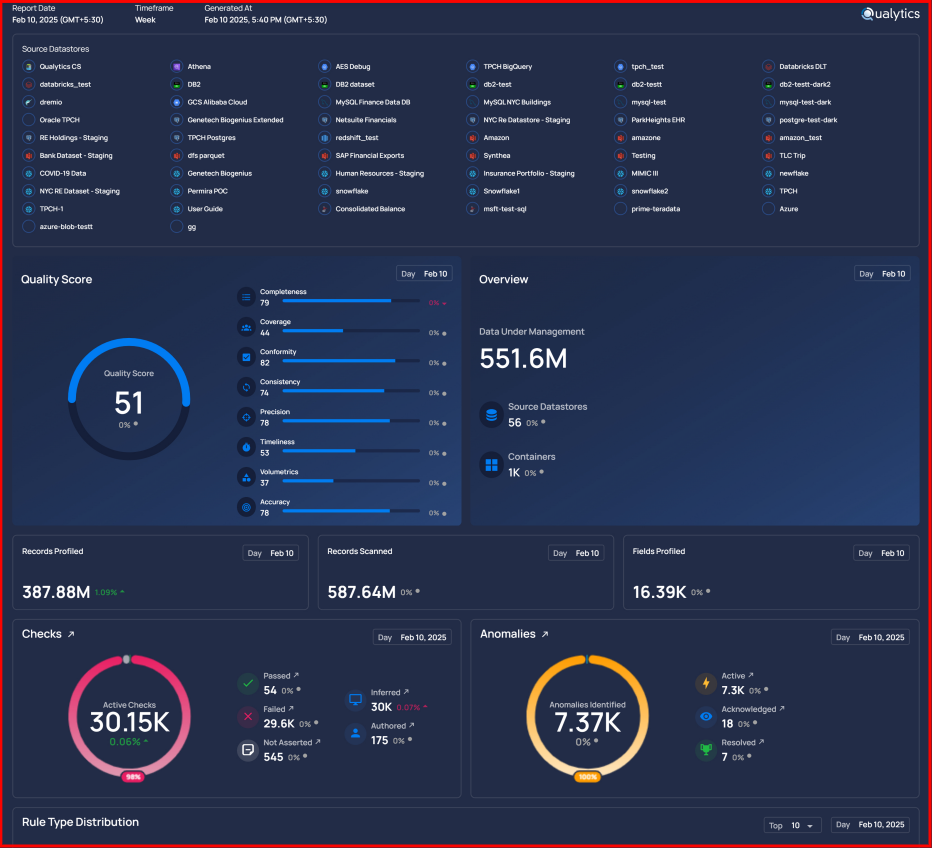 Report Date Timeframe Generated At
Feb 10, 2025 (GMT+5:30) Week Feb 10 2025, 5:40 PM (GMT+5:30)
Qualytics
Source Datastores
Qualytics CS Athena AES Debug TPCH BigQuery tpch_test Databricks DLT
databricks_test DB2 DB2 dataset db2-test db2-testt db2-testt-dark2
dremio GCS Alibaba Cloud MySQL Finance Data DB MySQL NYC Buildings mysql-test mysql-test-dark
Oracle TPCH Genetech Biogenius Extended Netsuite Financials NYC Re Datastore - Staging ParkHeights EHR postgre-test-dark
RE Holdings - Staging TPCH Postgres redshift_test Amazon amazone amazon_test
Bank Dataset - Staging dfs parquet SAP Financial Exports Synthea Testing TLC Trip
COVID-19 Data Genetech Biogenius Human Resources - Staging Insurance Portfolio - Staging MIMIC III newflake
NYC RE Dataset - Staging Permira POC snowflake Snowflake1 snowflake2 TPCH
TPCH-1 User Guide Consolidated Balance msft-test-sql prime-teradata Azure
azure-blob-testt gg
Quality Score
Day Feb 10
Quality Score
51
0%
Completeness
79 0%
Coverage
44 0%
Conformity
82 0%
Consistency
74 0%
Precision
78 0%
Timeliness
53 0%
Volumetrics
37 0%
Accuracy
78 0%
Overview
Day Feb 10
Data Under Management
551.6M
Source Datastores
56 0%
Containers
1K 0%
Records Profiled Day Feb 10
387.88M 1.09%
Records Scanned Day Feb 10
587.64M 0%
Fields Profiled Day Feb 10
16.39K 0%
Checks Day Feb 10, 2025
Active Checks
30.15K
0.06%
98%
Passed
54 0%
Failed
29.6K 0%
Not Asserted
545 0%
Inferred
30K 0.07%
Authored
175 0%
Anomalies Day Feb 10, 2025
Anomalies Identified
7.37K
0%
100%
Active
7.3K 0%
Acknowledged
18 0%
Resolved
7 0%
Rule Type Distribution Top 10 Day Feb 10, 2025